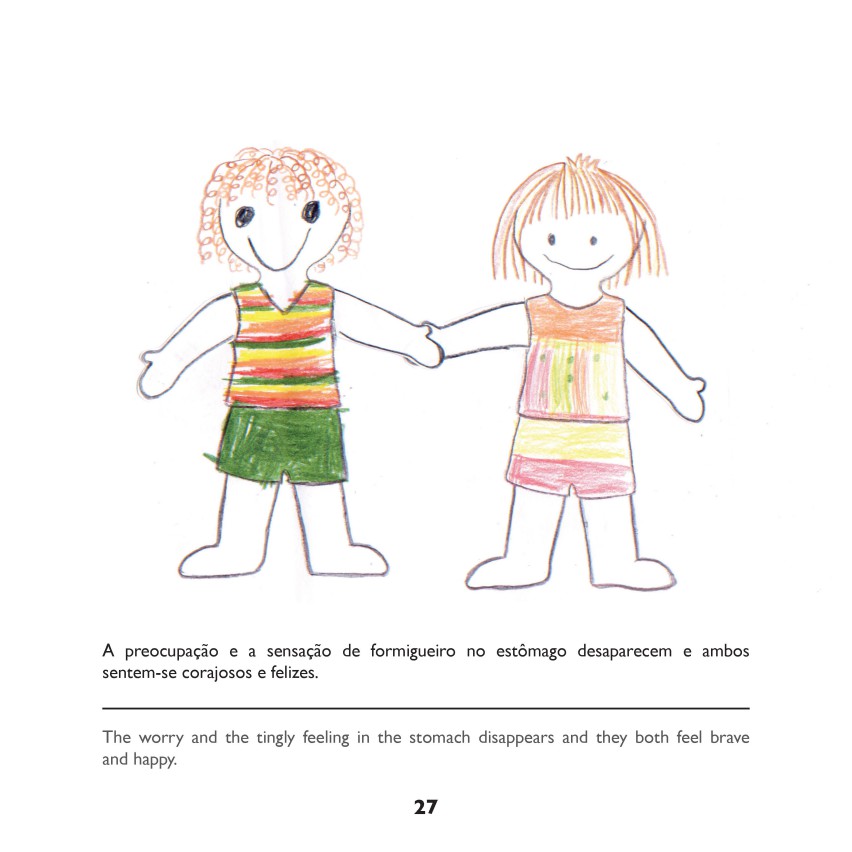 A preocupação e a sensação de formigueiro no estômago desaparecem e ambos
sentem-se corajosos e felizes.
The worry and the tingly feeling in the stomach disappears and they both feel brave
and happy.
27